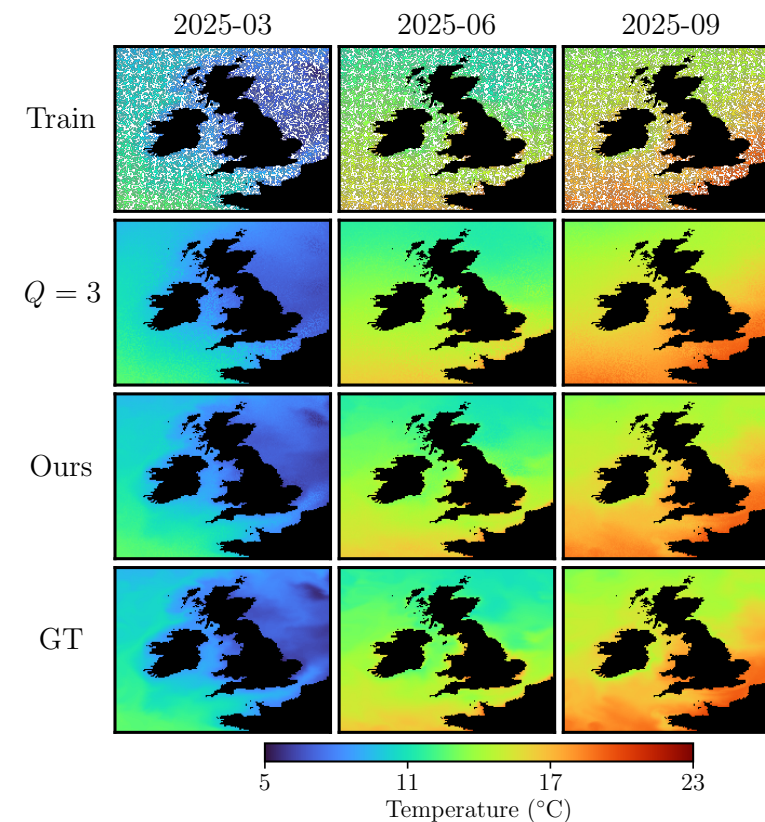 2025-03 2025-06 2025-09
Train
Q = 3
Ours
GT
5 11 17 23
Temperature (°C)